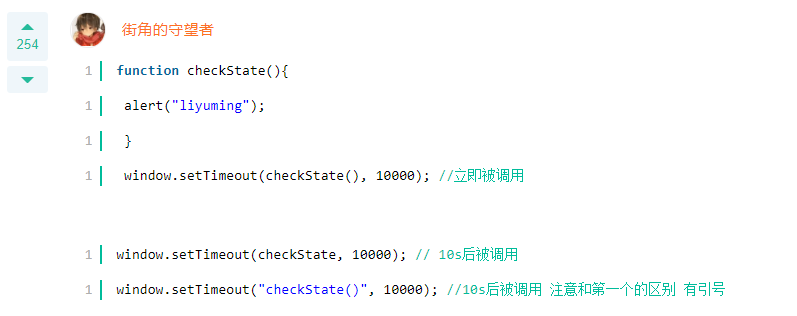 街角的守望者
254
1 function checkState(){
1 alert("liyuming");
1 }
1 window.setTimeout(checkState(), 10000); //立即被调用
1 window.setTimeout(checkState, 10000); // 10s后被调用
1 window.setTimeout("checkState()", 10000); //10s后被调用 注意和第一个的区别 有引号